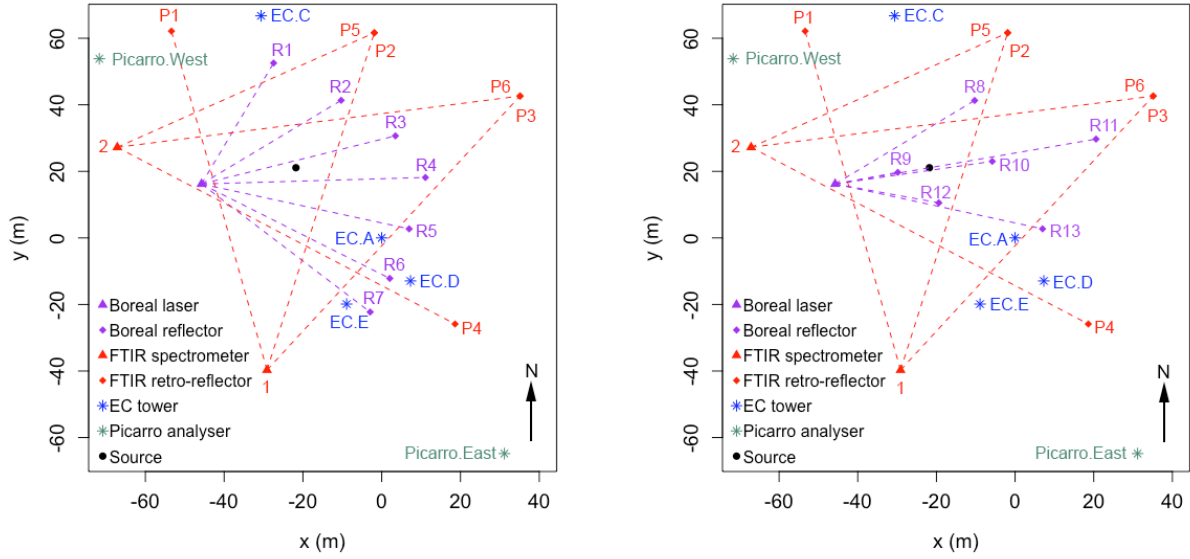 P1
EC.C
P5
P2
R1
Picarro.West
R2
P6
P3
R3
2
R4
R5
EC.A
R6
EC.D
R7
EC.E
P4
1
Boreal laser
Boreal reflector
FTIR spectrometer
FTIR retro-reflector
EC tower
Picarro analyser
Source
N
Picarro.East
60
40
20
0
-20
-40
-60
y (m)
-60 -40 -20 0 20 40
x (m)
P1
EC.C
P5
P2
Picarro.West
R8
P6
P3
R11
2
R9
R10
R12
EC.A
R13
EC.D
EC.E
P4
1
Boreal laser
Boreal reflector
FTIR spectrometer
FTIR retro-reflector
EC tower
Picarro analyser
Source
N
Picarro.East
60
40
20
0
-20
-40
-60
y (m)
-60 -40 -20 0 20 40
x (m)